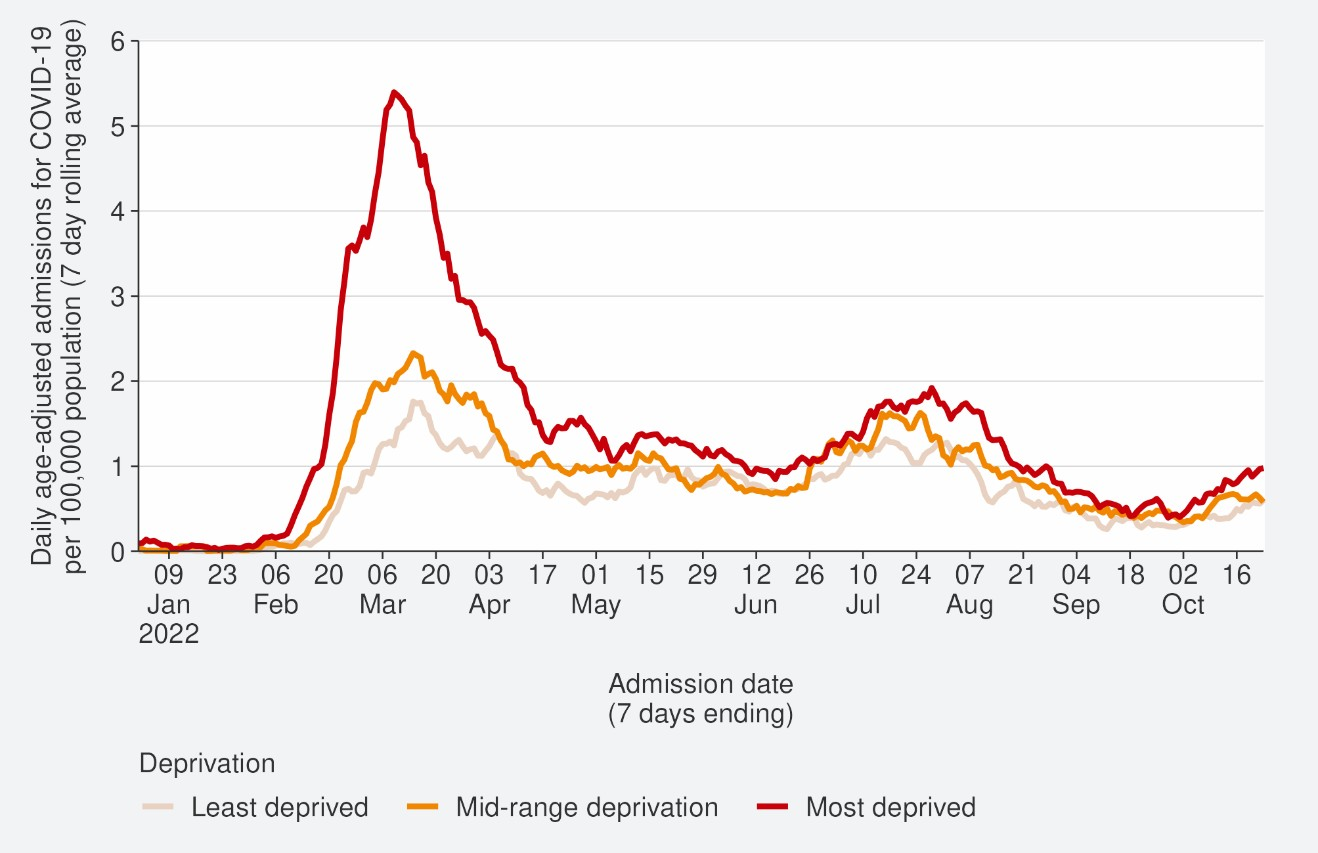 Daily age-adjusted admissions for COVID-19
per 100,000 population (7 day rolling average)
6
5
4
3
2
1
0
09 23 06 20 06 20 03 17 01 15 29 12 26 10 24 07 21 04 18 02 16
Jan Feb Mar Apr May Jun Jul Aug Sep Oct
2022
Admission date
(7 days ending)
Deprivation
Least deprived Mid-range deprivation Most deprived